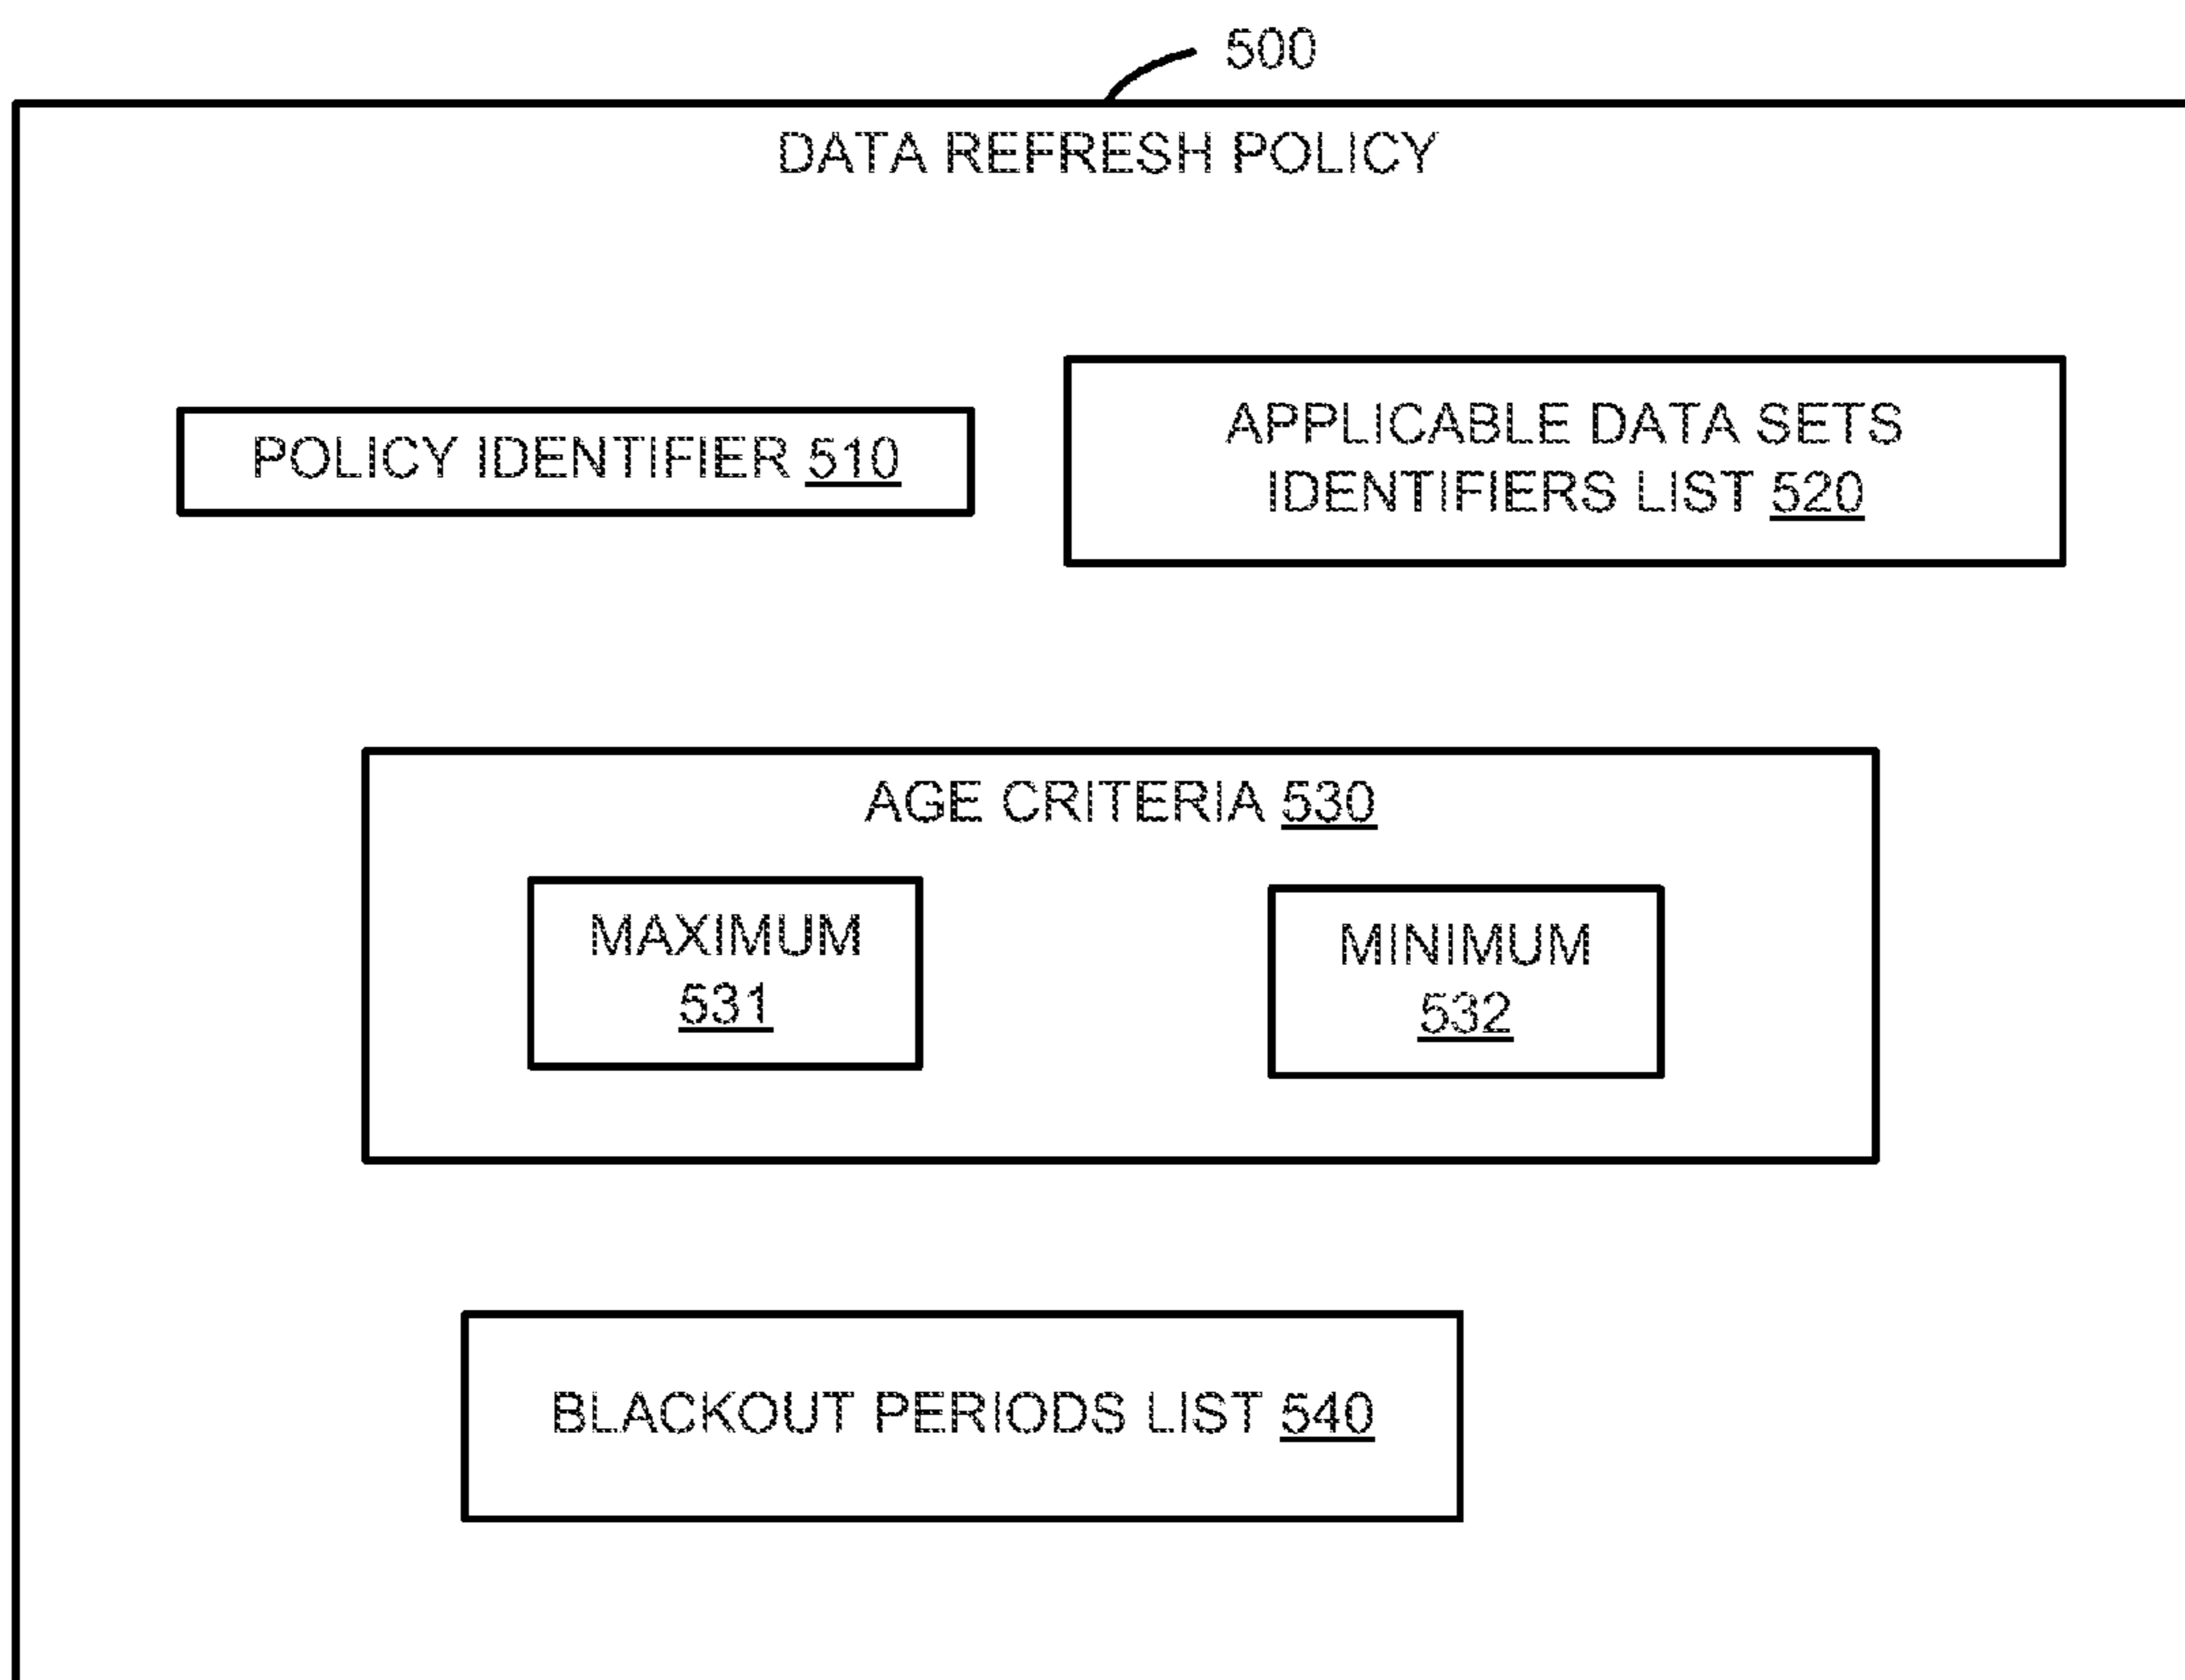 500
DATA REFRESH POLICY
POLICY IDENTIFIER 510
APPLICABLE DATA SETS
IDENTIFIERS LIST 520
AGE CRITERIA 530
MAXIMUM
531
MINIMUM
532
BLACKOUT PERIODS LIST 540